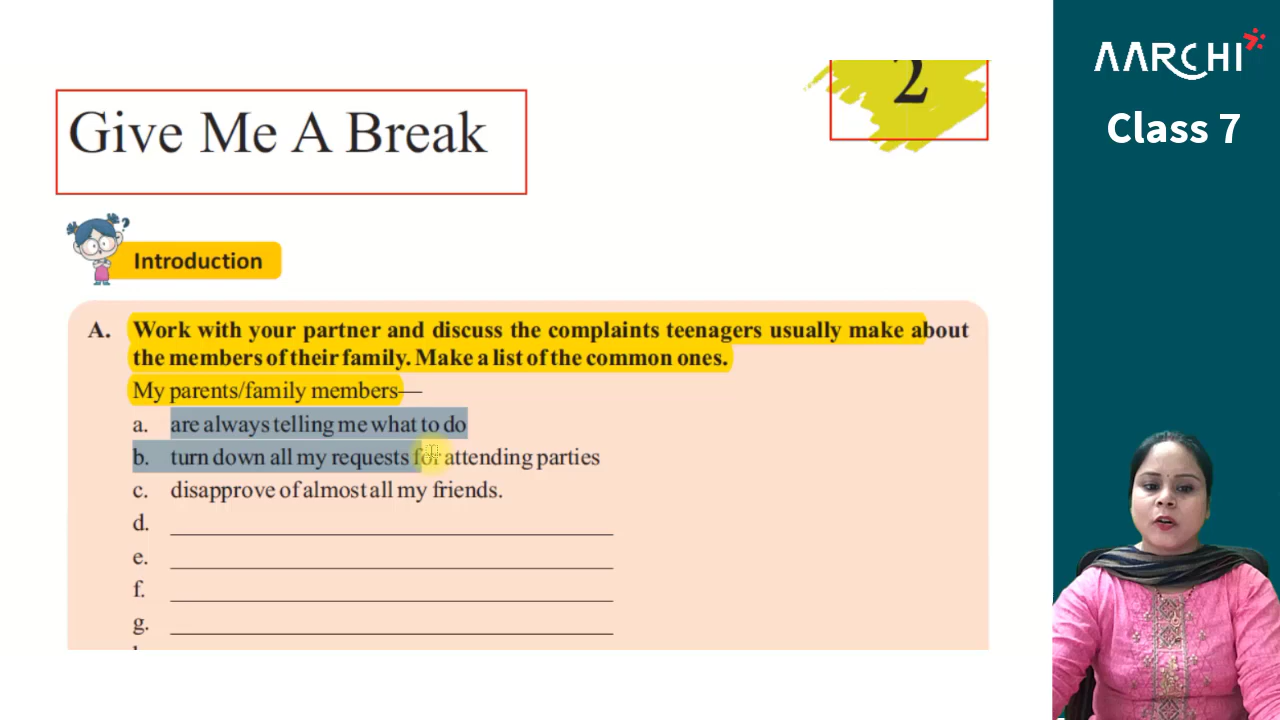 AARCHI
Class 7
2
Give Me A Break
Introduction
A. Work with your partner and discuss the complaints teenagers usually make about
the members of their family. Make a list of the common ones.
My parents/family members—
a. are always telling me what to do
b. turn down all my requests for attending parties
c. disapprove of almost all my friends.
d.
e.
f.
g.